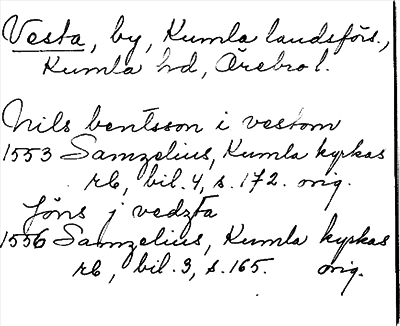 Vesta, by, Kumla landsförs.,
Kumla hd, Örebro l.
Nils bentsson i vestom
1553 Samzelius, Kumla kyrkas
rb, bil. 4, s. 172. orig.
Jöns j vedzta
1556 Samzelius, Kumla kyrkas
rb, bil. 3, s. 165. orig.